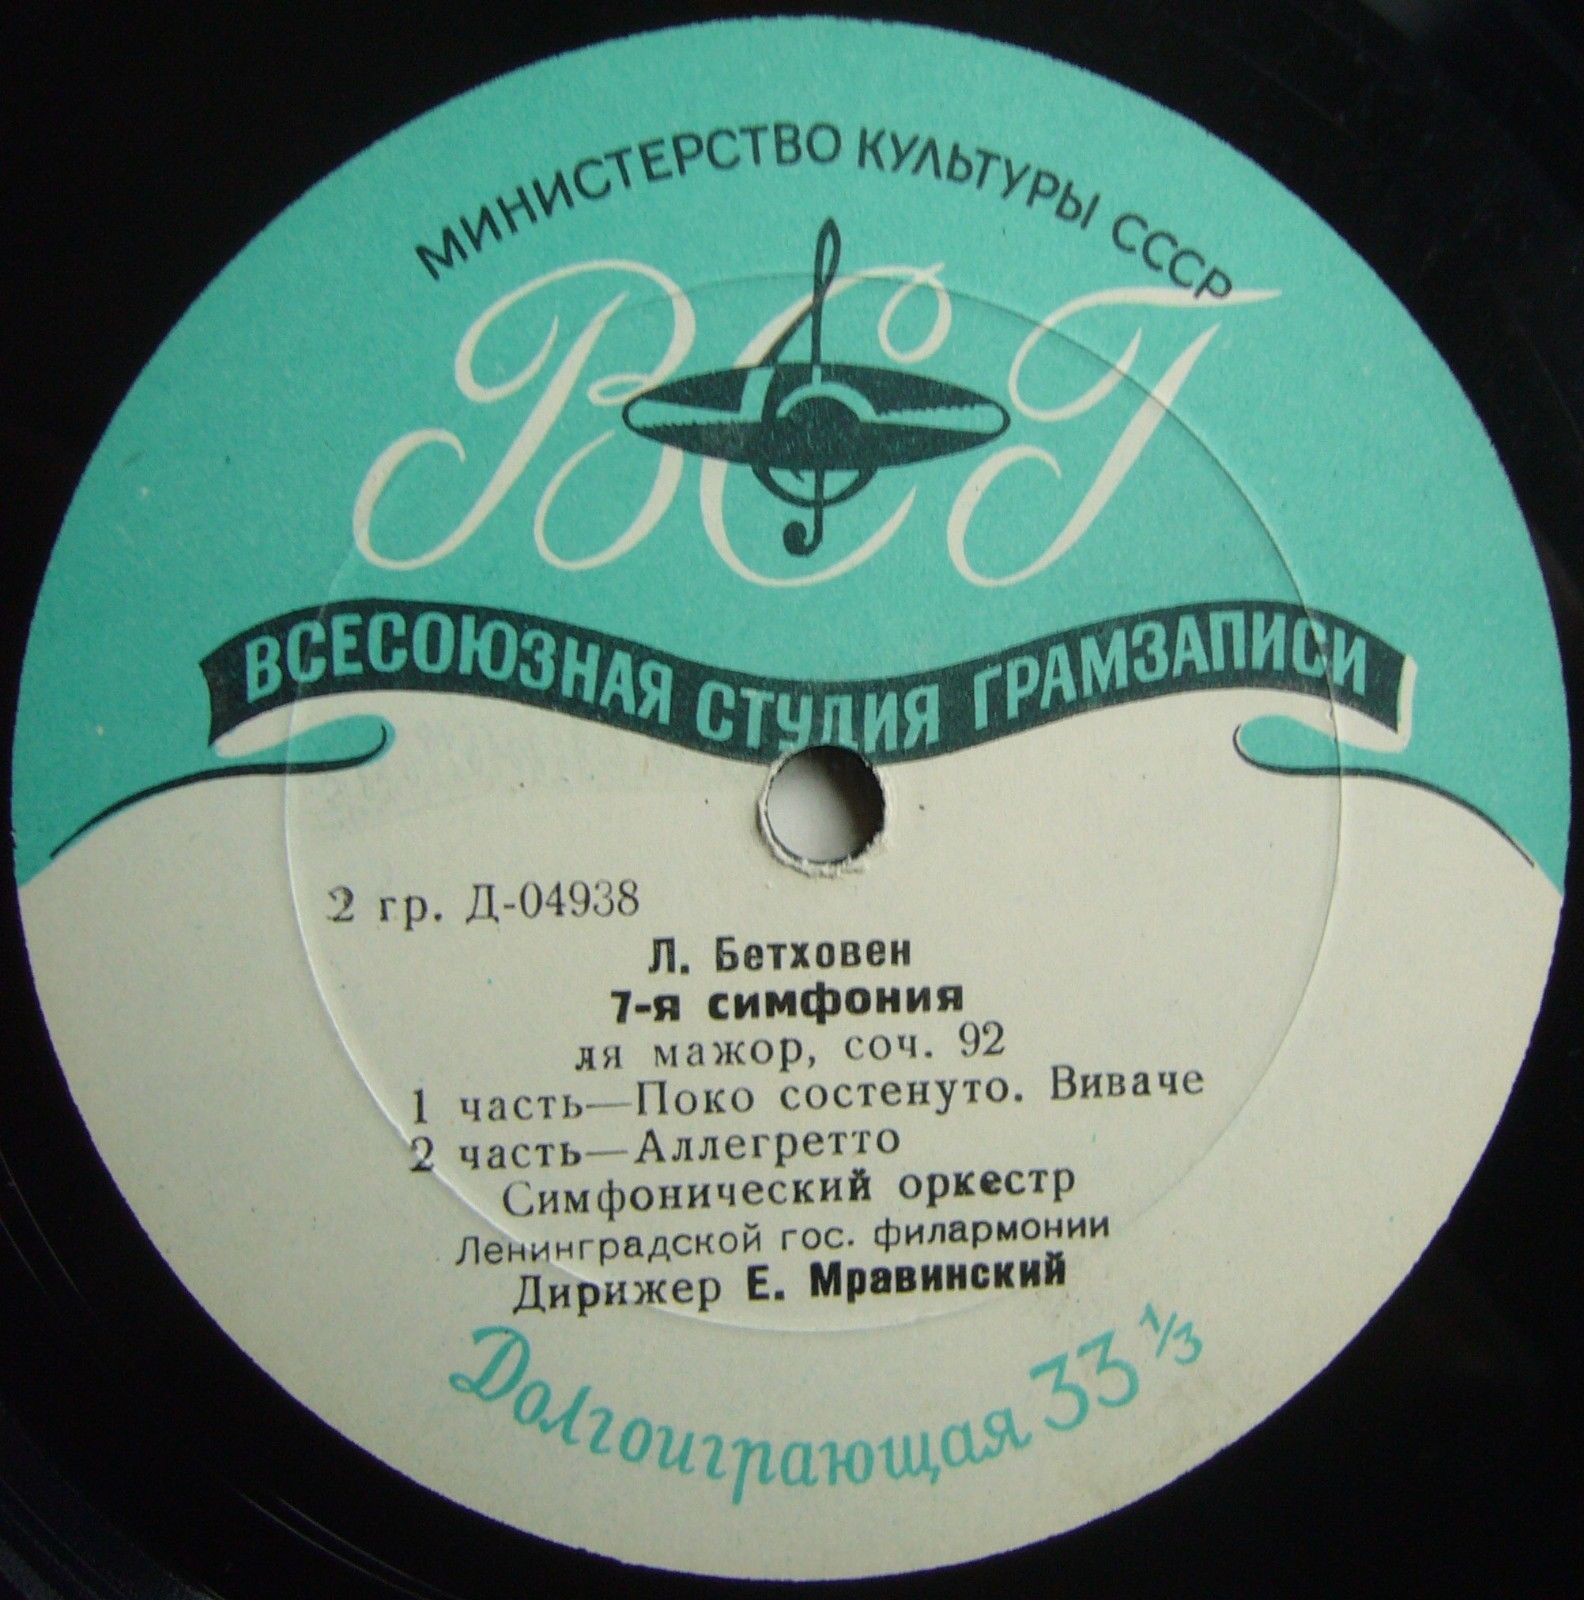 МИНИСТЕРСТВО КУЛЬТУРЫ СССР
ВСГ
ВСЕСОЮЗНАЯ СТУДИЯ ГРАМЗАПИСИ
2 гр. Д-04938
Л. Бетховен
7-я симфония
ля мажор, соч. 92
1 часть—Поко состенуто. Виваче
2 часть—Аллегретто
Симфонический оркестр
Ленинградской гос. филармонии
Дирижер Е. Мравинский
Долгоиграющая 33 1/3